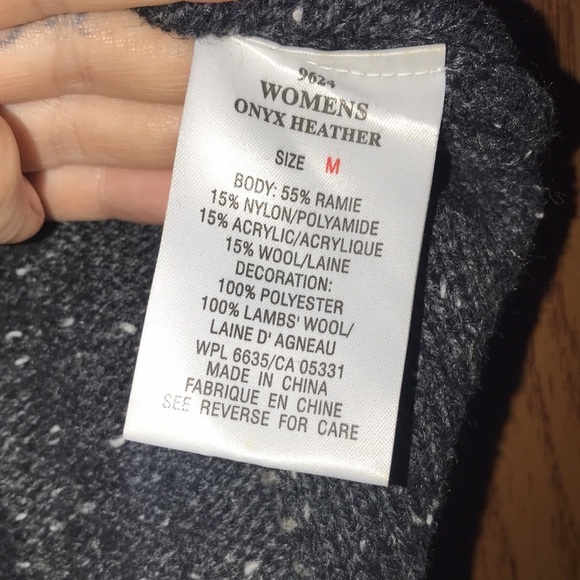 9624
WOMENS
ONYX HEATHER
SIZE M
BODY: 55% RAMIE
15% NYLON/POLYAMIDE
15% ACRYLIC/ACRYLIQUE
15% WOOL/LAINE
DECORATION:
100% POLYESTER
100% LAMBS' WOOL/
LAINE D' AGNEAU
WPL 6635/CA 05331
MADE IN CHINA
FABRIQUE EN CHINE
SEE REVERSE FOR CARE